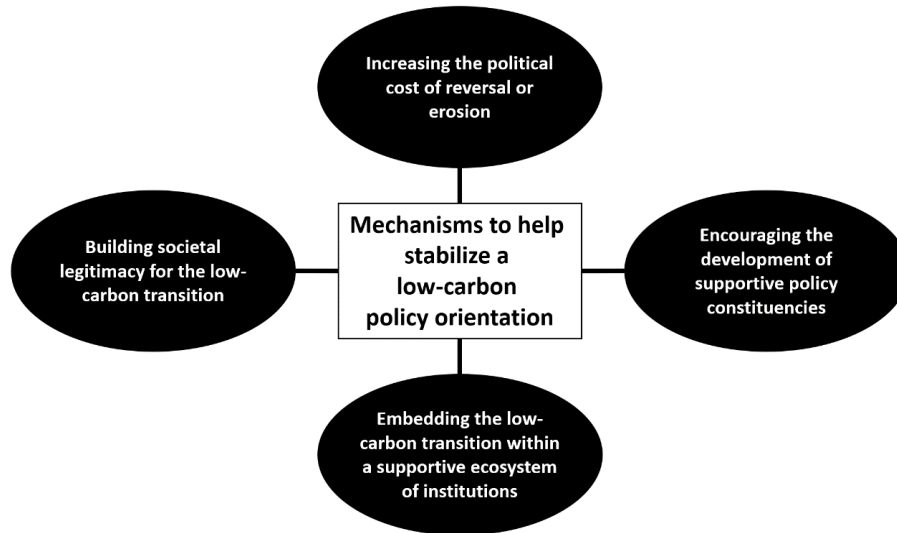 Increasing the political
cost of reversal or
erosion
Building societal
legitimacy for the low-
carbon transition
Mechanisms to help
stabilize a
low-carbon
policy orientation
Encouraging the
development of
supportive policy
constituencies
Embedding the low-
carbon transition within
a supportive ecosystem
of institutions